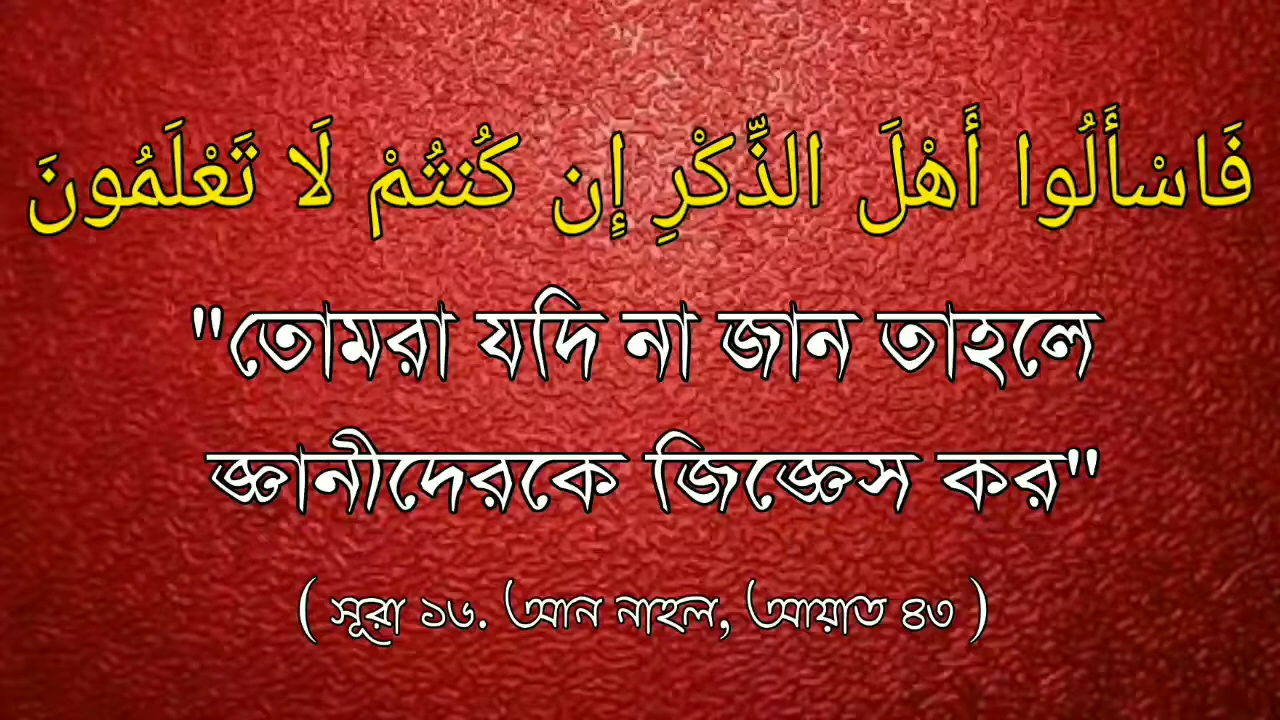 فَاسْأَلُوا أَهْلَ الذِّكْرِ إِن كُنتُمْ لَا تَعْلَمُونَ
"তোমরা যদি না জান তাহলে
জ্ঞানীদেরকে জিজ্ঞেস কর"
( সূরা ১৬. আন নাহল, আয়াত ৪৩ )